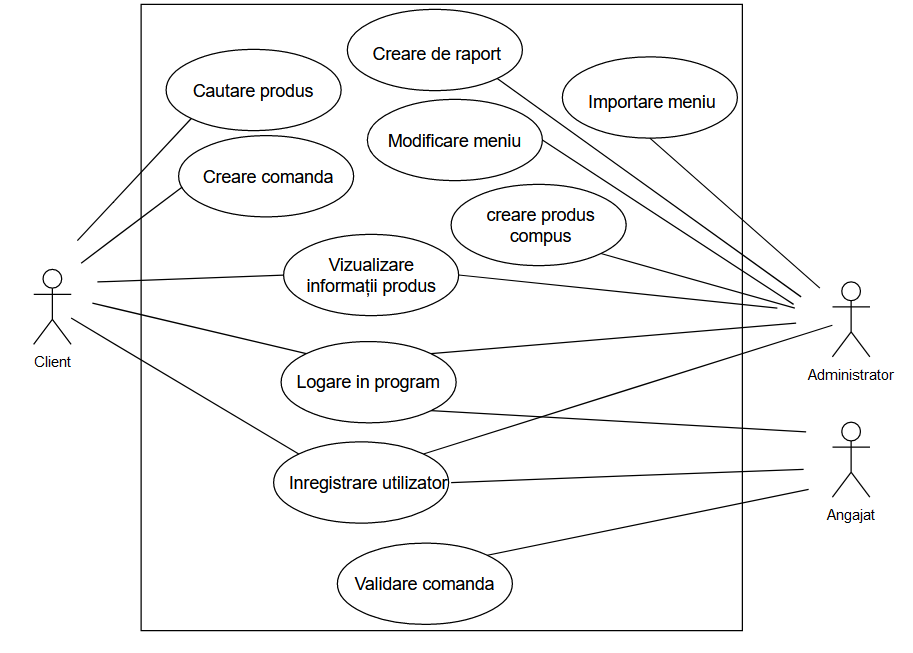 Creare de raport
Cautare produs
Importare meniu
Modificare meniu
Creare comanda
creare produs
compus
Vizualizare
informații produs
Client
Administrator
Logare in program
Inregistrare utilizator
Angajat
Validare comanda